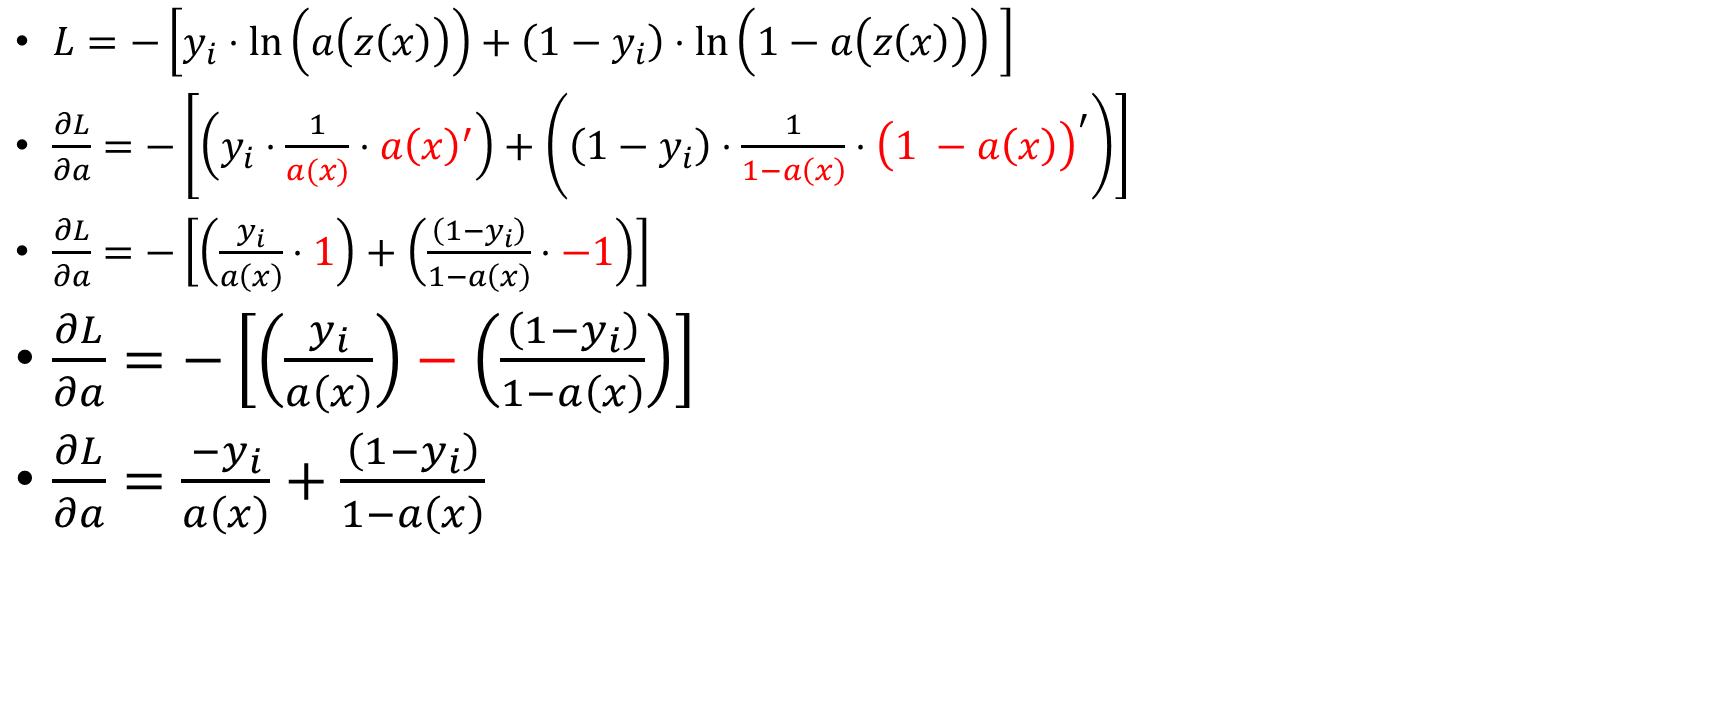 • L = −[yᵢ · ln(a(z(x))) + (1 − yᵢ) · ln(1 − a(z(x)))]
• ∂L/∂a = −[(yᵢ · 1/a(x) · a(x)′) + ((1 − yᵢ) · 1/(1−a(x)) · (1 − a(x))′)]
• ∂L/∂a = −[(yᵢ/a(x) · 1) + ((1−yᵢ)/(1−a(x)) · −1)]
• ∂L/∂a = −[(yᵢ/a(x)) − ((1−yᵢ)/(1−a(x)))]
• ∂L/∂a = −yᵢ/a(x) + (1−yᵢ)/(1−a(x))